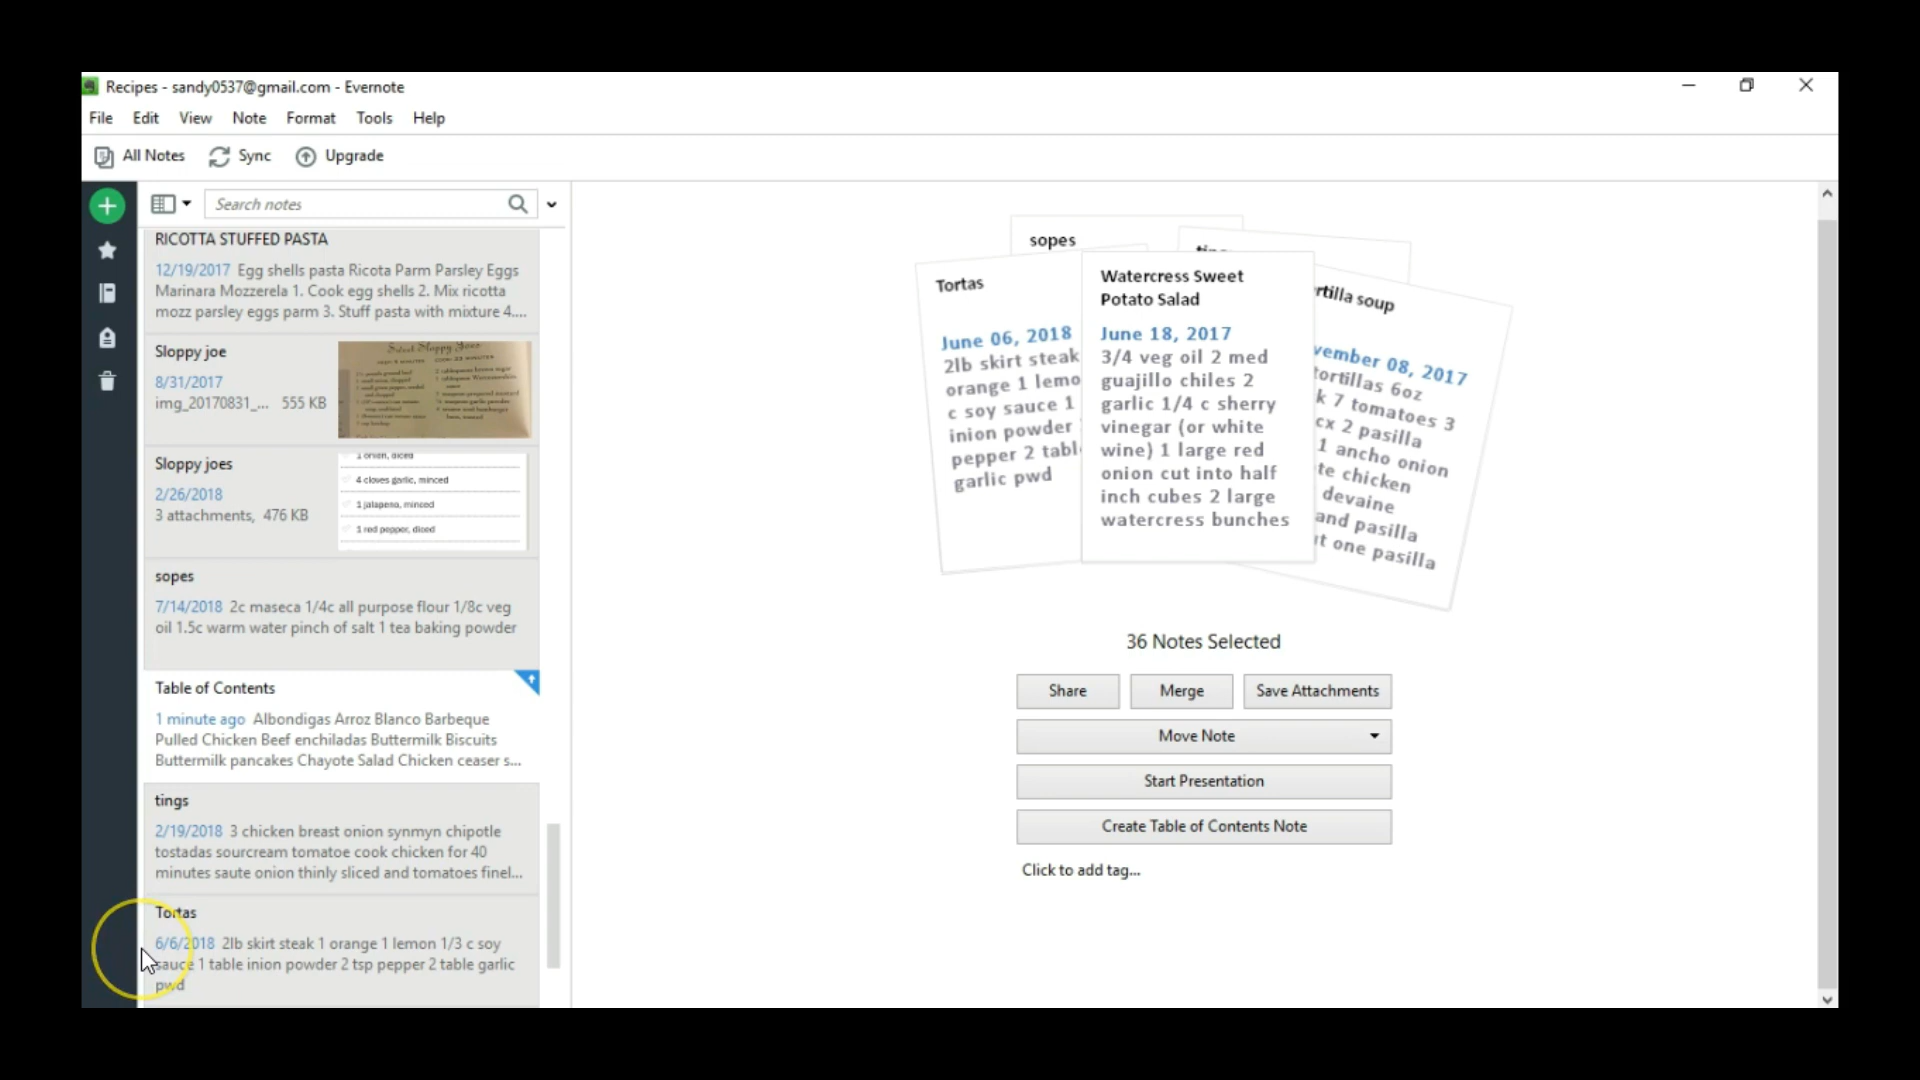 Recipes - sandy0537@gmail.com - Evernote
File Edit View Note Format Tools Help
All Notes Sync Upgrade
Search notes
RICOTTA STUFFED PASTA
12/19/2017 Egg shells pasta Ricota Parm Parsley Eggs
Marinara Mozzerela 1. Cook egg shells 2. Mix ricotta
mozz parsley eggs parm 3. Stuff pasta with mixture 4....
Sloppy joe
8/31/2017
img_20170831_... 555 KB
Sloppy joes
2/26/2018
3 attachments, 476 KB
1 onion, diced
4 cloves garlic, minced
1 jalapeno, minced
1 red pepper, diced
sopes
7/14/2018 2c maseca 1/4c all purpose flour 1/8c veg
oil 1.5c warm water pinch of salt 1 tea baking powder
Table of Contents
1 minute ago Albondigas Arroz Blanco Barbeque
Pulled Chicken Beef enchiladas Buttermilk Biscuits
Buttermilk pancakes Chayote Salad Chicken ceaser s...
tings
2/19/2018 3 chicken breast onion synmyn chipotle
tostadas sourcream tomatoe cook chicken for 40
minutes saute onion thinly sliced and tomatoes finel...
Tortas
6/6/2018 2lb skirt steak 1 orange 1 lemon 1/3 c soy
sauce 1 table inion powder 2 tsp pepper 2 table garlic
pwd
sopes
Tortas
June 06, 2018
2lb skirt steak
orange 1 lemo
c soy sauce 1
inion powder
pepper 2 tabl
garlic pwd
Watercress Sweet
Potato Salad
June 18, 2017
3/4 veg oil 2 med
guajillo chiles 2
garlic 1/4 c sherry
vinegar (or white
wine) 1 large red
onion cut into half
inch cubes 2 large
watercress bunches
rtilla soup
vember 08, 2017
tortillas 6oz
k 7 tomatoes 3
cx 2 pasilla
1 ancho onion
te chicken
devaine
and pasilla
t one pasilla
36 Notes Selected
Share Merge Save Attachments
Move Note
Start Presentation
Create Table of Contents Note
Click to add tag...